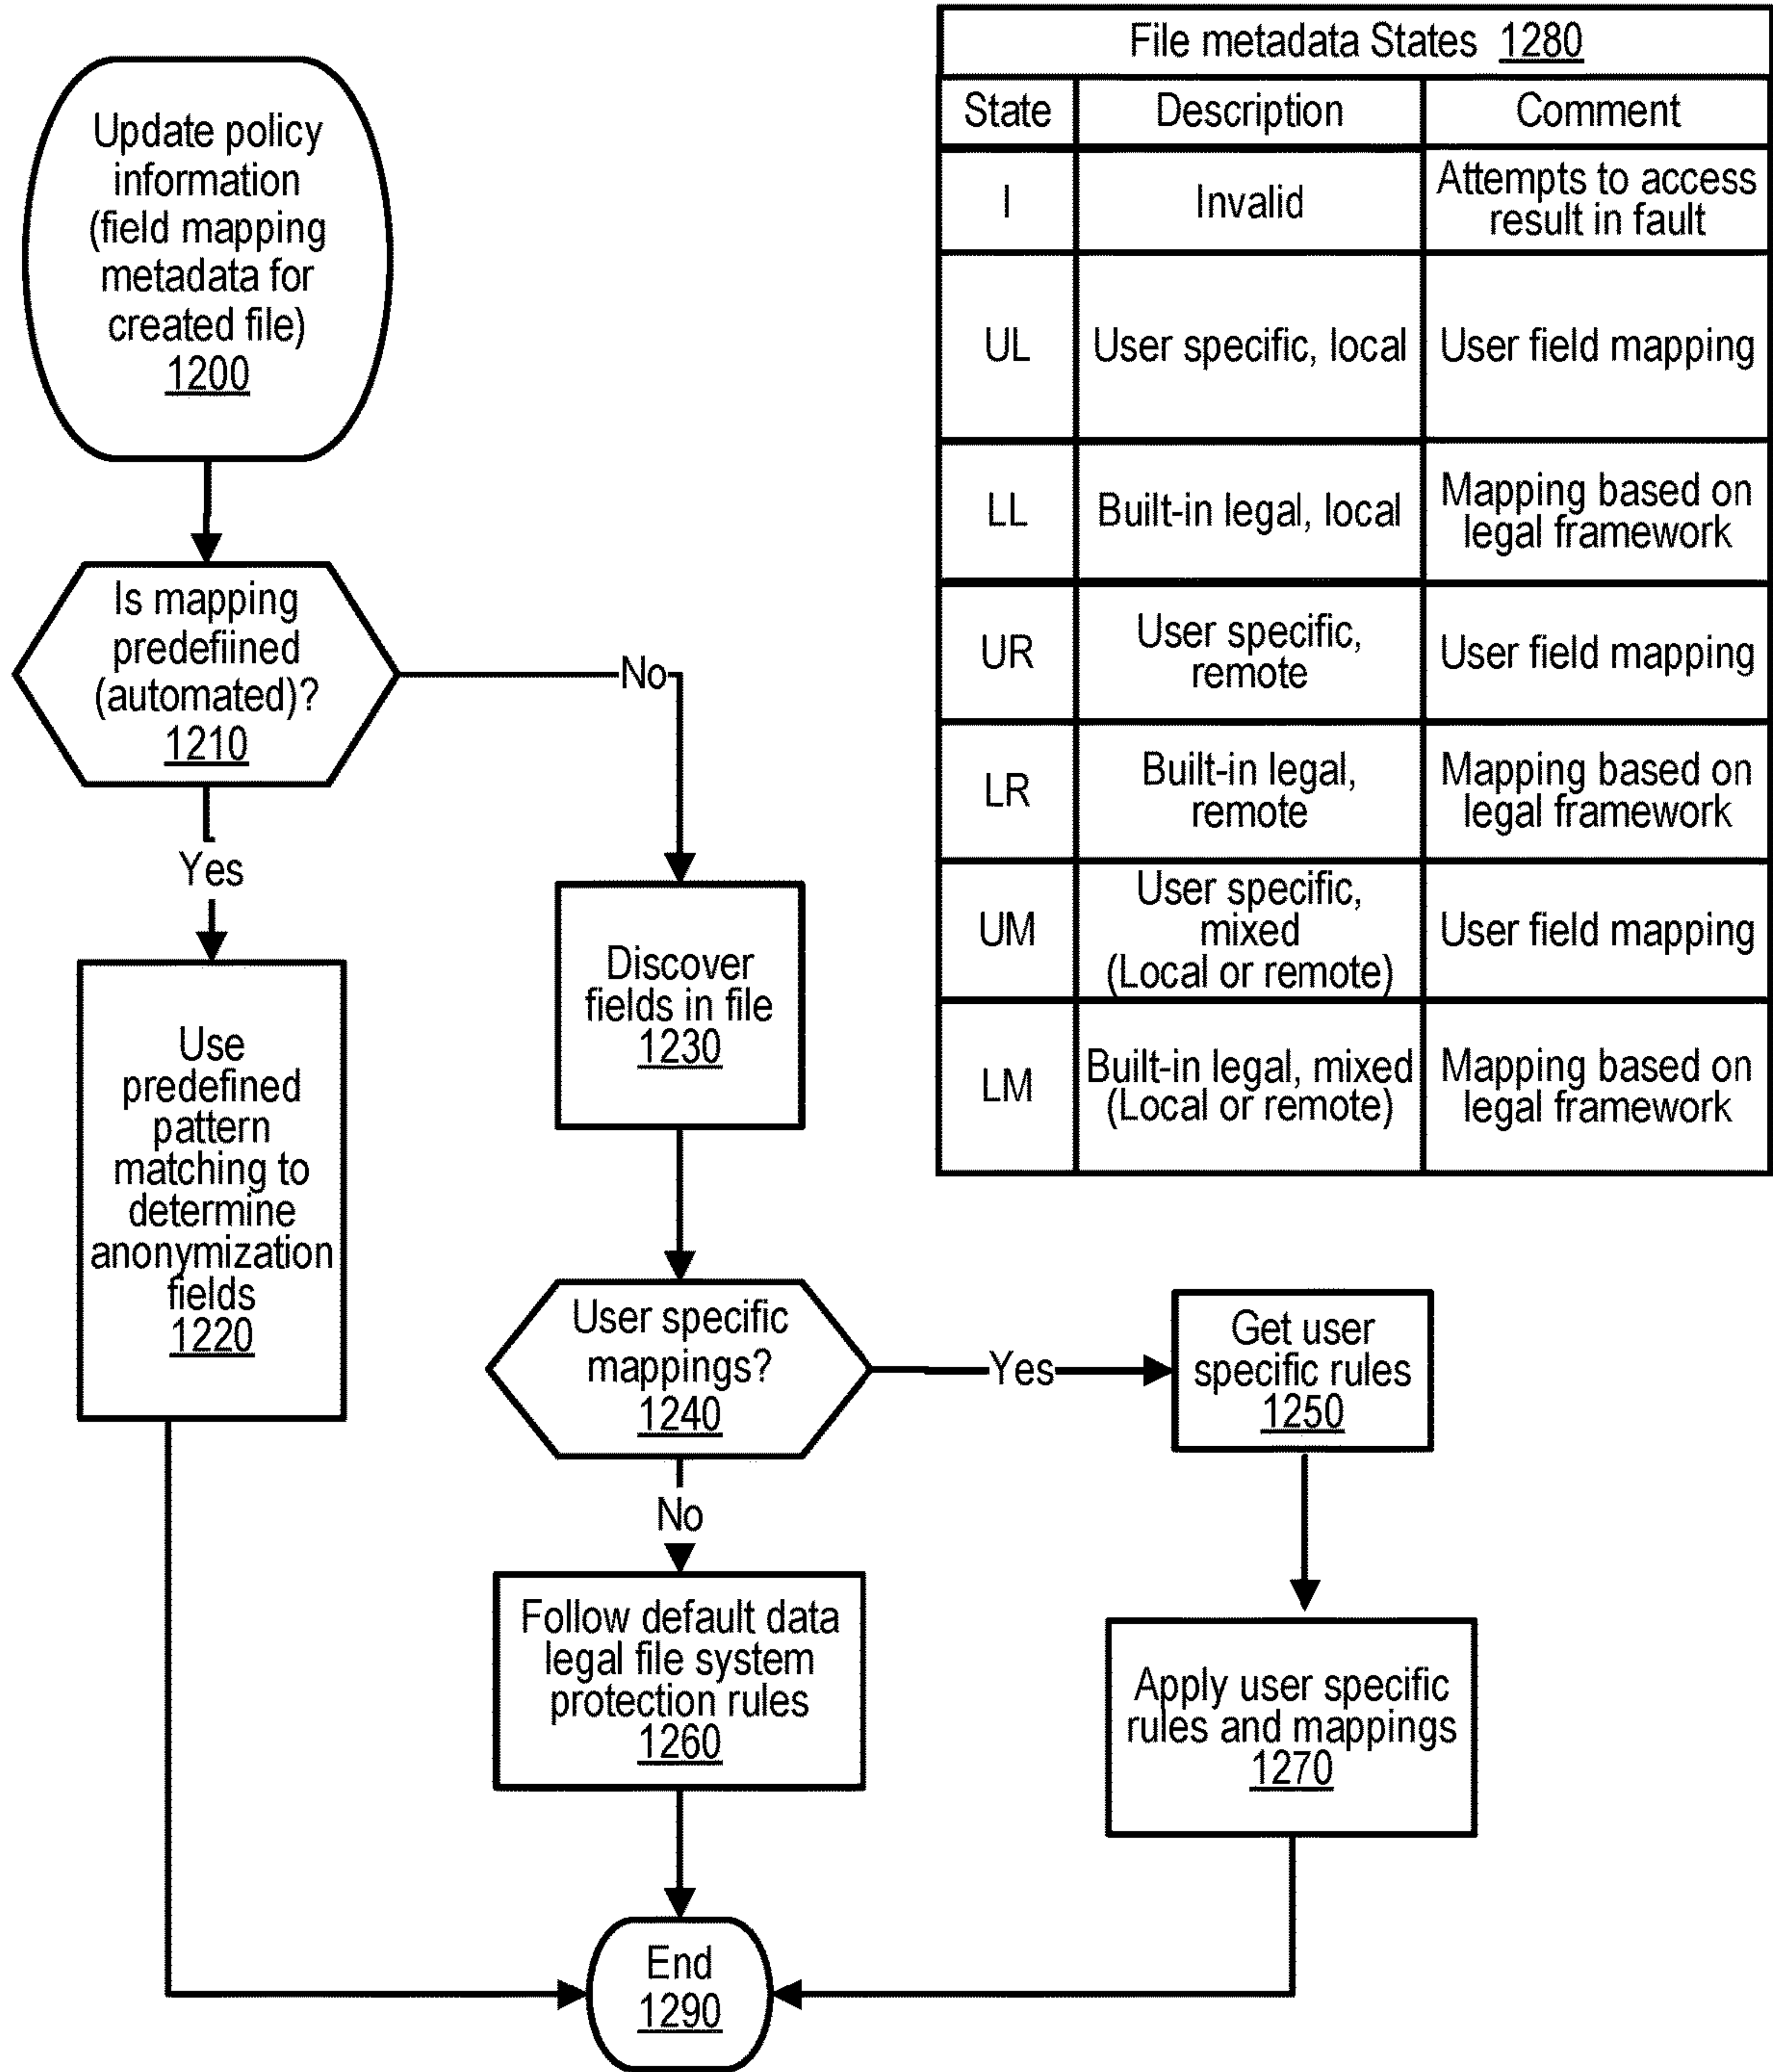 Update policy
information
(field mapping
metadata for
created file)
1200
Is mapping
predefiined
(automated)?
1210
No
Yes
Use
predefined
pattern
matching to
determine
anonymization
fields
1220
Discover
fields in file
1230
User specific
mappings?
1240
Yes
Get user
specific rules
1250
No
Follow default data
legal file system
protection rules
1260
Apply user specific
rules and mappings
1270
End
1290
File metadata States 1280
State Description Comment
I Invalid Attempts to access
result in fault
UL User specific, local User field mapping
LL Built-in legal, local Mapping based on
legal framework
UR User specific,
remote User field mapping
LR Built-in legal,
remote Mapping based on
legal framework
UM User specific,
mixed
(Local or remote) User field mapping
LM Built-in legal, mixed
(Local or remote) Mapping based on
legal framework